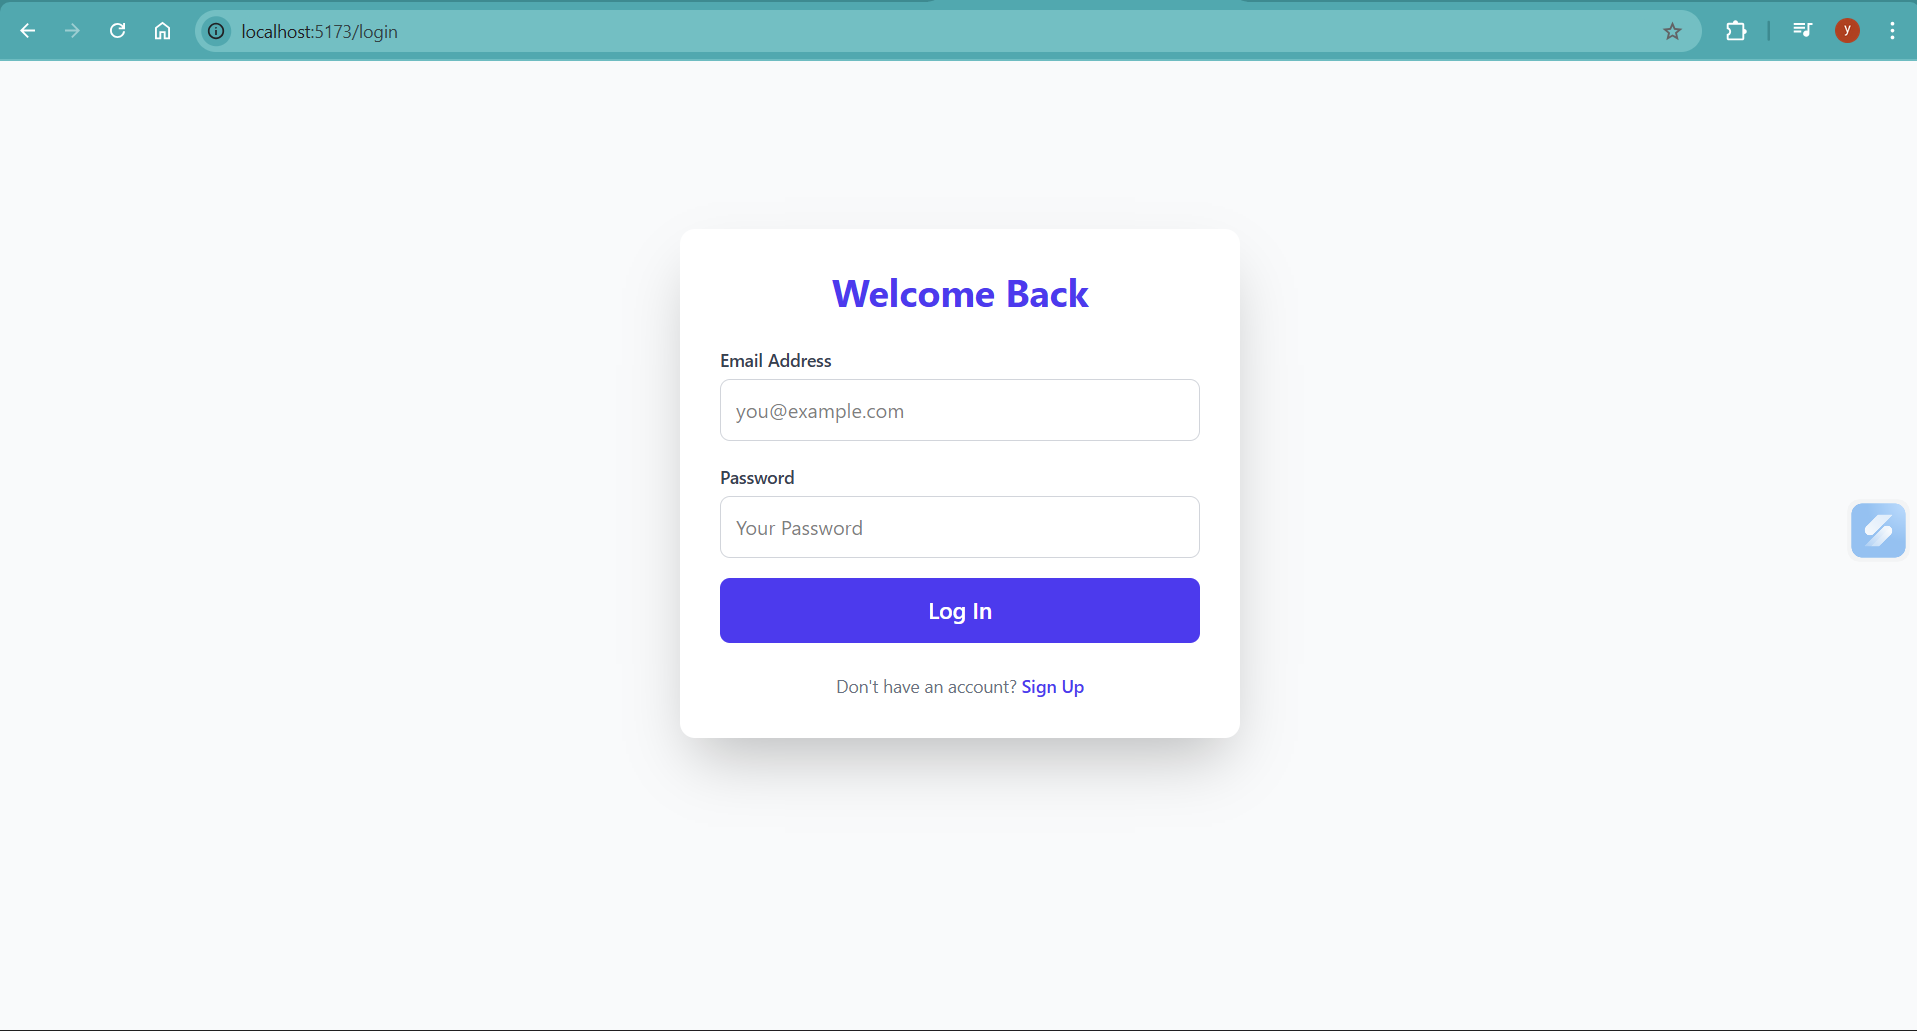 localhost:5173/login
y
Welcome Back
Email Address
you@example.com
Password
Your Password
Log In
Don't have an account? Sign Up